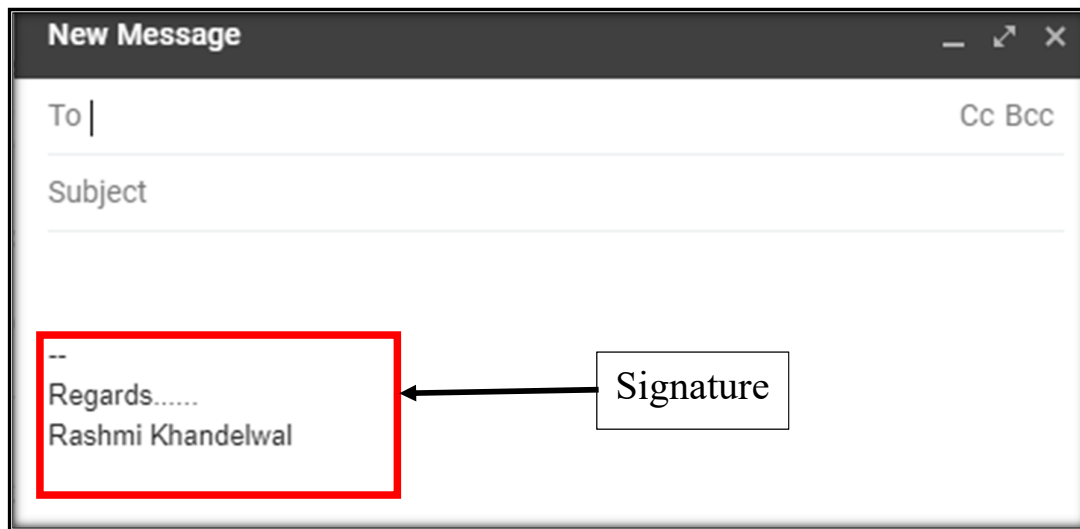 New Message
To
Cc Bcc
Subject
--
Regards......
Rashmi Khandelwal
Signature